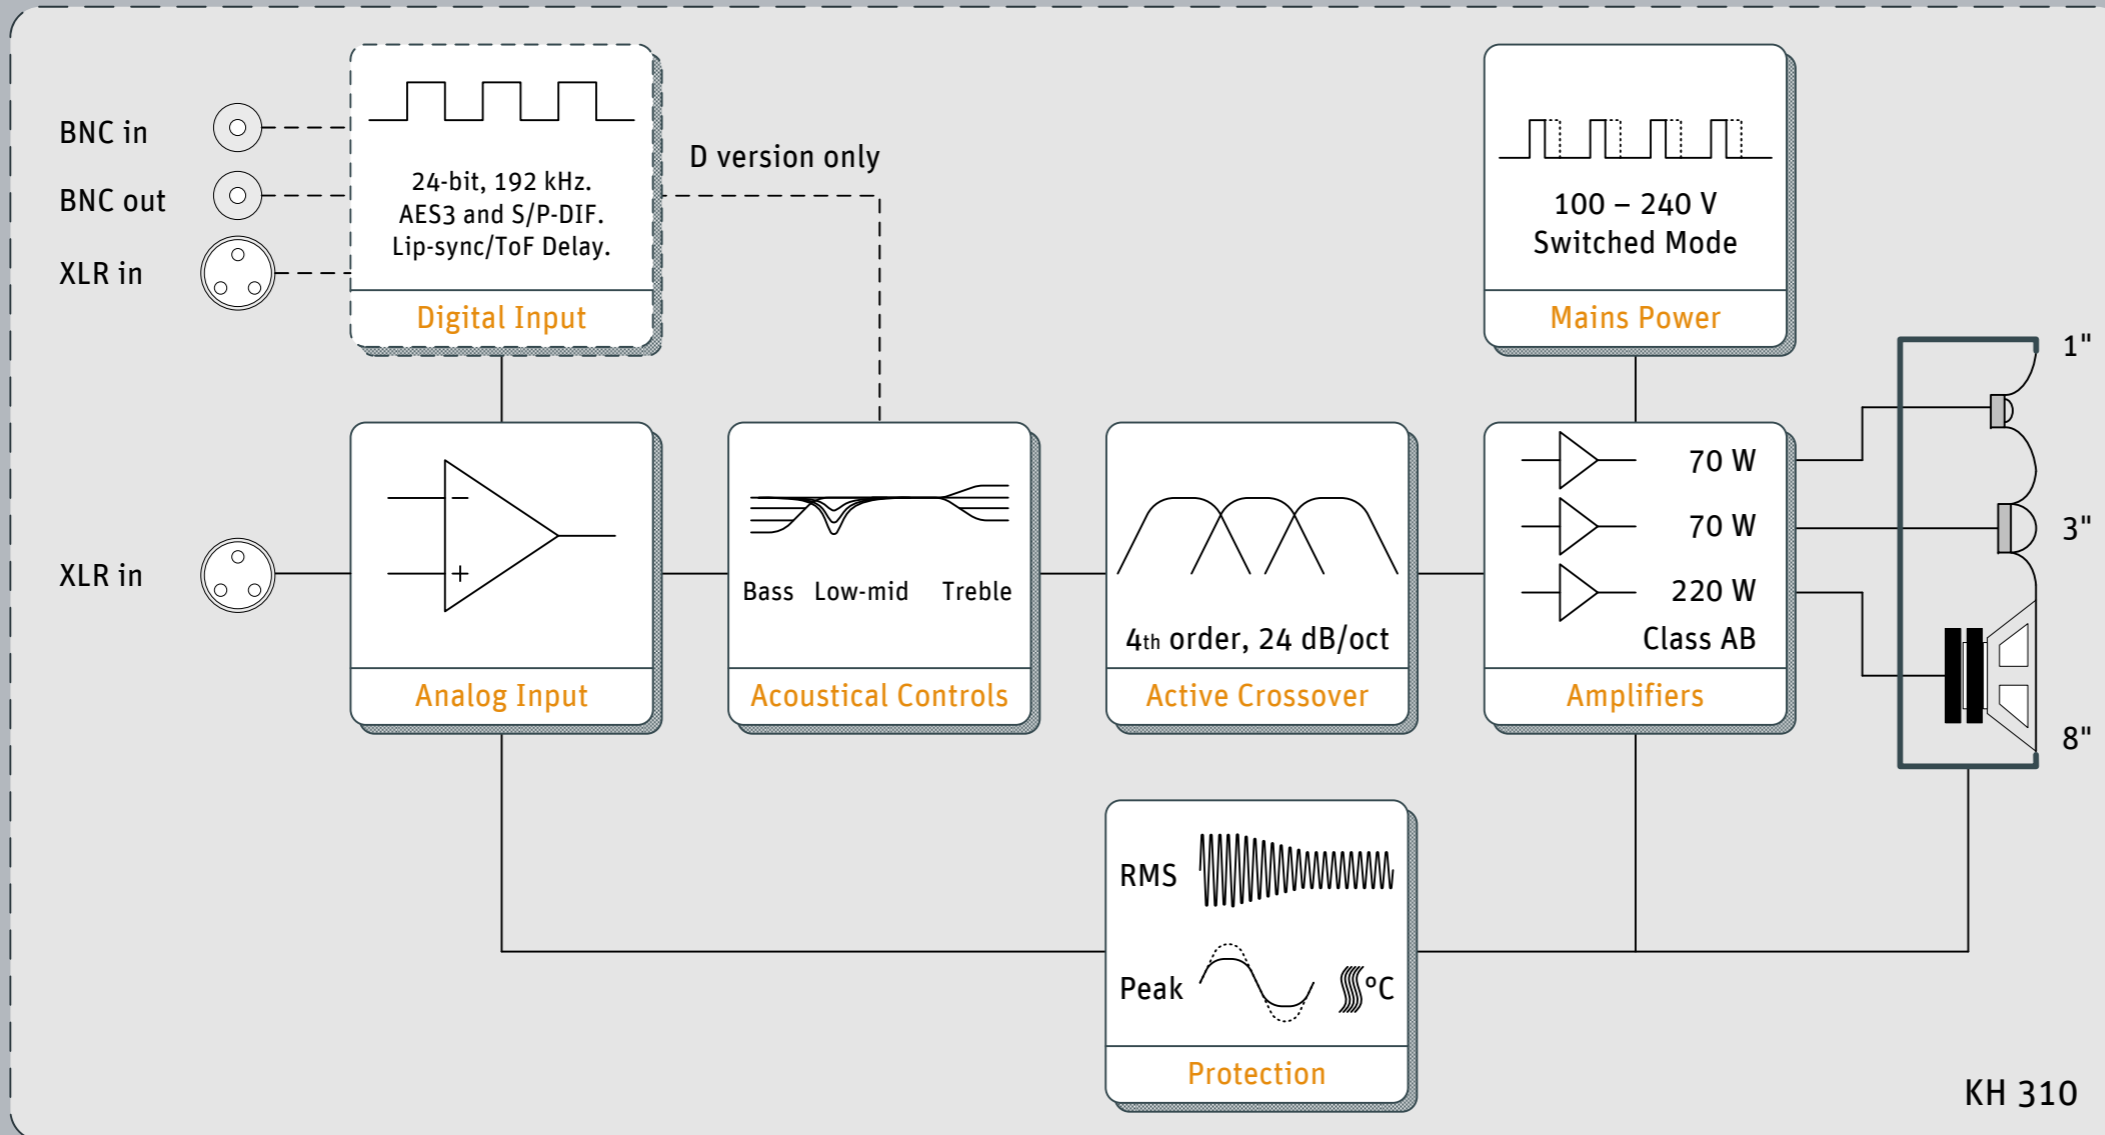 BNC in
BNC out
XLR in
24-bit, 192 kHz.
AES3 and S/P-DIF.
Lip-sync/ToF Delay.
Digital Input
D version only
100 – 240 V
Switched Mode
Mains Power
XLR in
−
+
Analog Input
Bass Low-mid Treble
Acoustical Controls
4th order, 24 dB/oct
Active Crossover
70 W
70 W
220 W
Class AB
Amplifiers
1"
3"
8"
RMS
Peak °C
Protection
KH 310